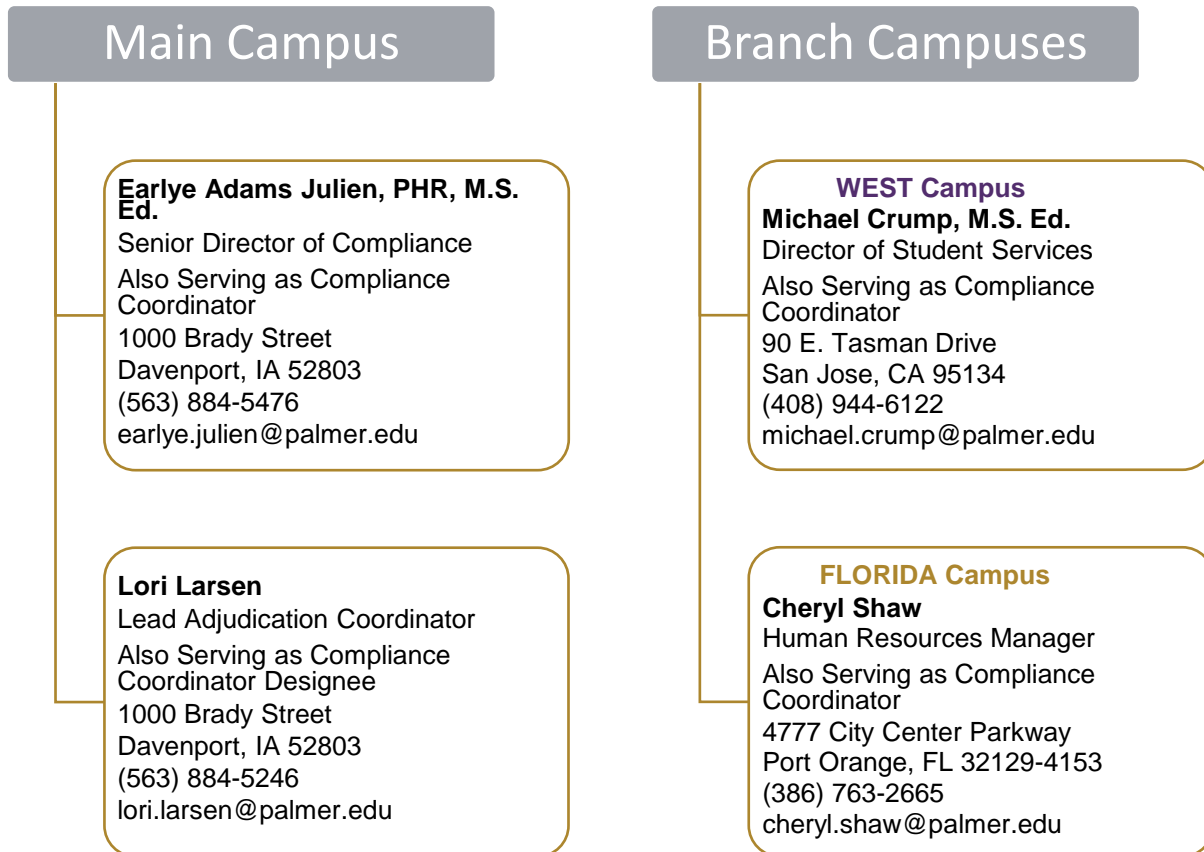 Main Campus
Earlye Adams Julien, PHR, M.S.
Ed.
Senior Director of Compliance
Also Serving as Compliance
Coordinator
1000 Brady Street
Davenport, IA 52803
(563) 884-5476
earlye.julien@palmer.edu
Lori Larsen
Lead Adjudication Coordinator
Also Serving as Compliance
Coordinator Designee
1000 Brady Street
Davenport, IA 52803
(563) 884-5246
lori.larsen@palmer.edu
Branch Campuses
WEST Campus
Michael Crump, M.S. Ed.
Director of Student Services
Also Serving as Compliance
Coordinator
90 E. Tasman Drive
San Jose, CA 95134
(408) 944-6122
michael.crump@palmer.edu
FLORIDA Campus
Cheryl Shaw
Human Resources Manager
Also Serving as Compliance
Coordinator
4777 City Center Parkway
Port Orange, FL 32129-4153
(386) 763-2665
cheryl.shaw@palmer.edu